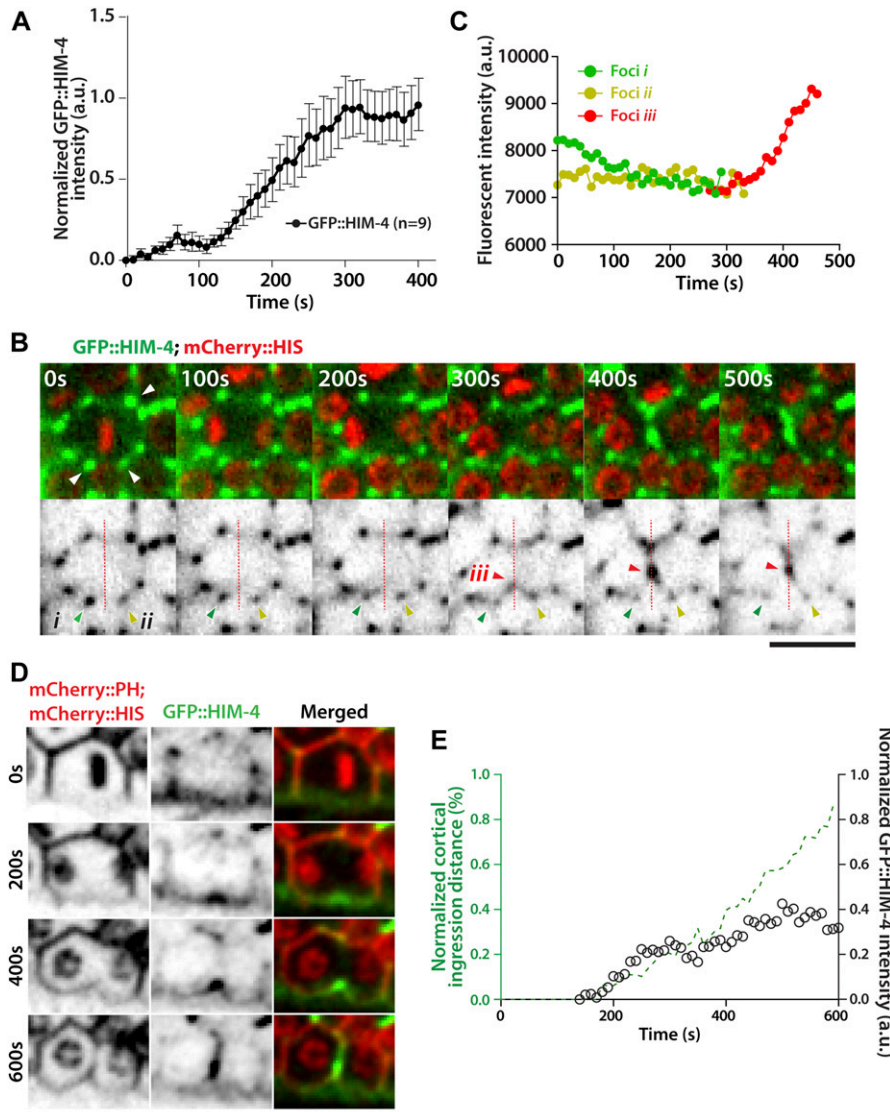 A
Normalized GFP::HIM-4
intensity (a.u.)
1.5
1.0
0.5
0.0
GFP::HIM-4 (n=9)
0 100 200 300 400
Time (s)
C
Fluorescent intensity (a.u.)
10000
9000
8000
7000
6000
Foci i
Foci ii
Foci iii
0 100 200 300 400 500
Time (s)
B
GFP::HIM-4; mCherry::HIS
0s 100s 200s 300s 400s 500s
iii
i ii
D
mCherry::PH;
mCherry::HIS GFP::HIM-4 Merged
0s
200s
400s
600s
E
Normalized cortical
ingression distance (%)
1.0
0.8
0.6
0.4
0.2
0.0
0 200 400 600
Time (s)
1.0
0.8
0.6
0.4
0.2
0.0
Normalized GFP::HIM-4 intensity (a.u.)